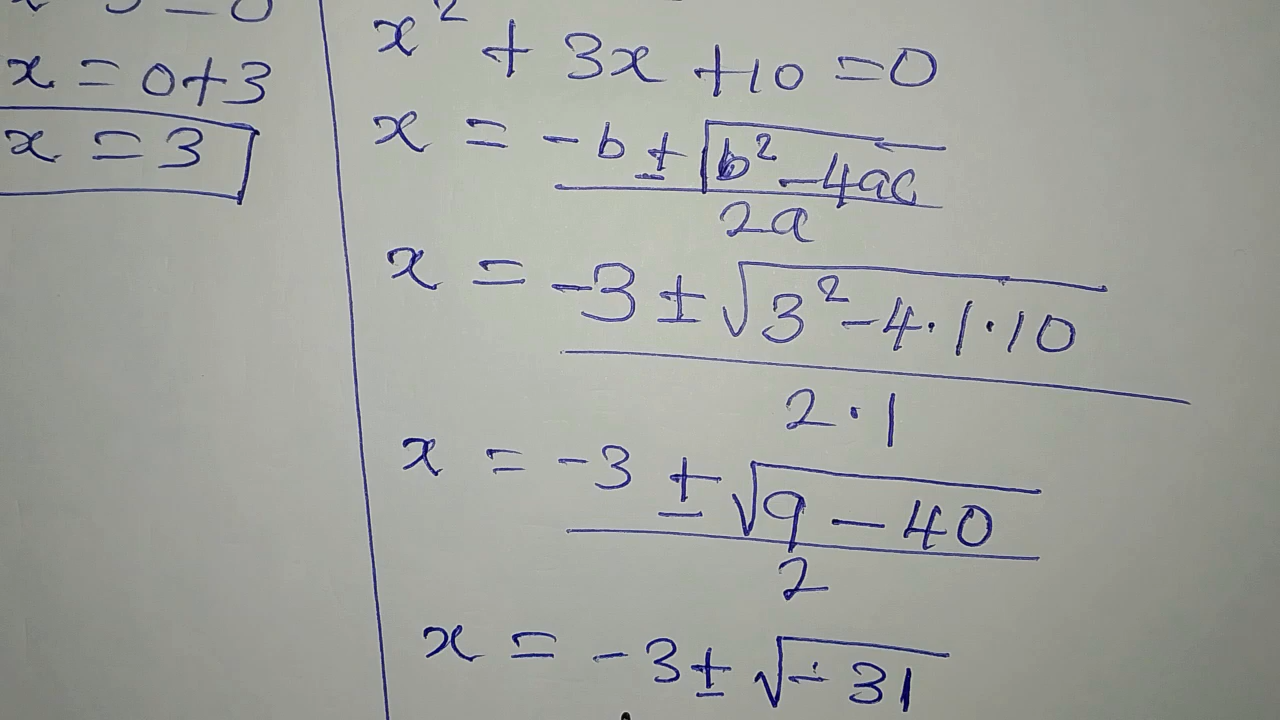 x = 0+3
x = 3
x² + 3x + 10 = 0
x = -b ± √b² - 4ac
2a
x = -3 ± √3² - 4·1·10
2·1
x = -3 ± √9 - 40
2
x = -3 ± √-31